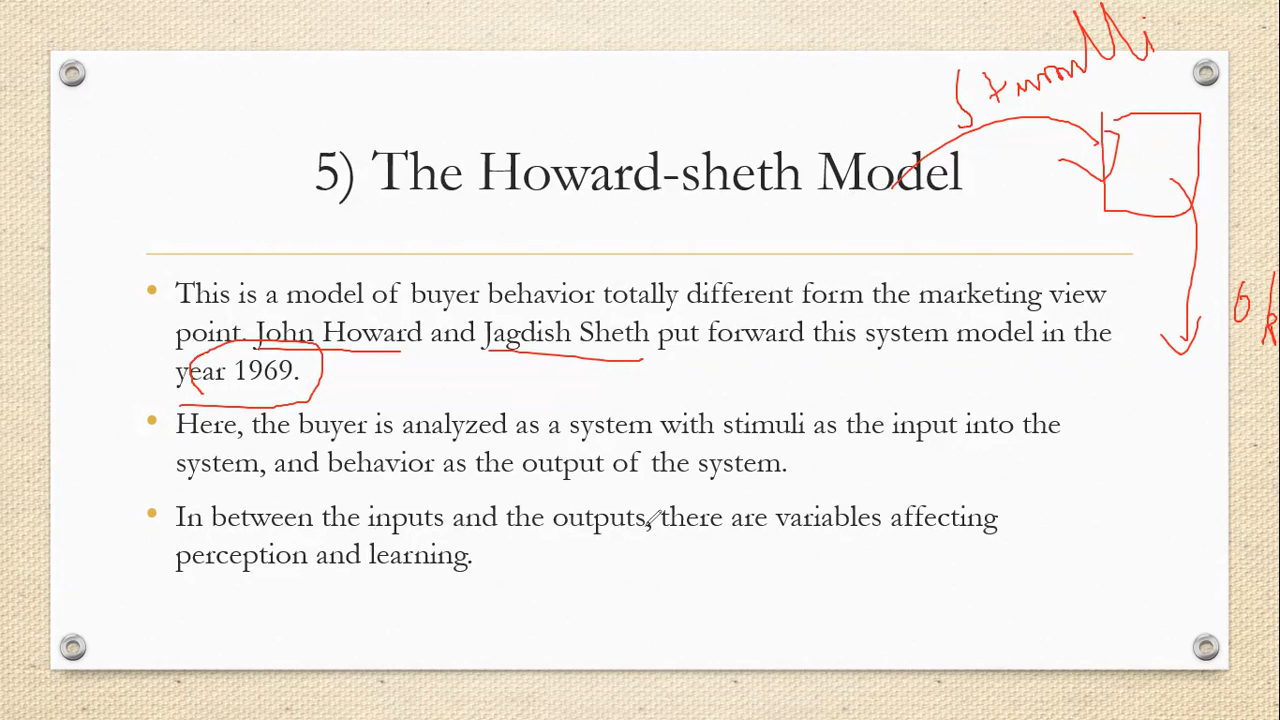 Stimulli
5) The Howard-sheth Model
• This is a model of buyer behavior totally different form the marketing view
point. John Howard and Jagdish Sheth put forward this system model in the
year 1969.
• Here, the buyer is analyzed as a system with stimuli as the input into the
system, and behavior as the output of the system.
• In between the inputs and the outputs, there are variables affecting
perception and learning.